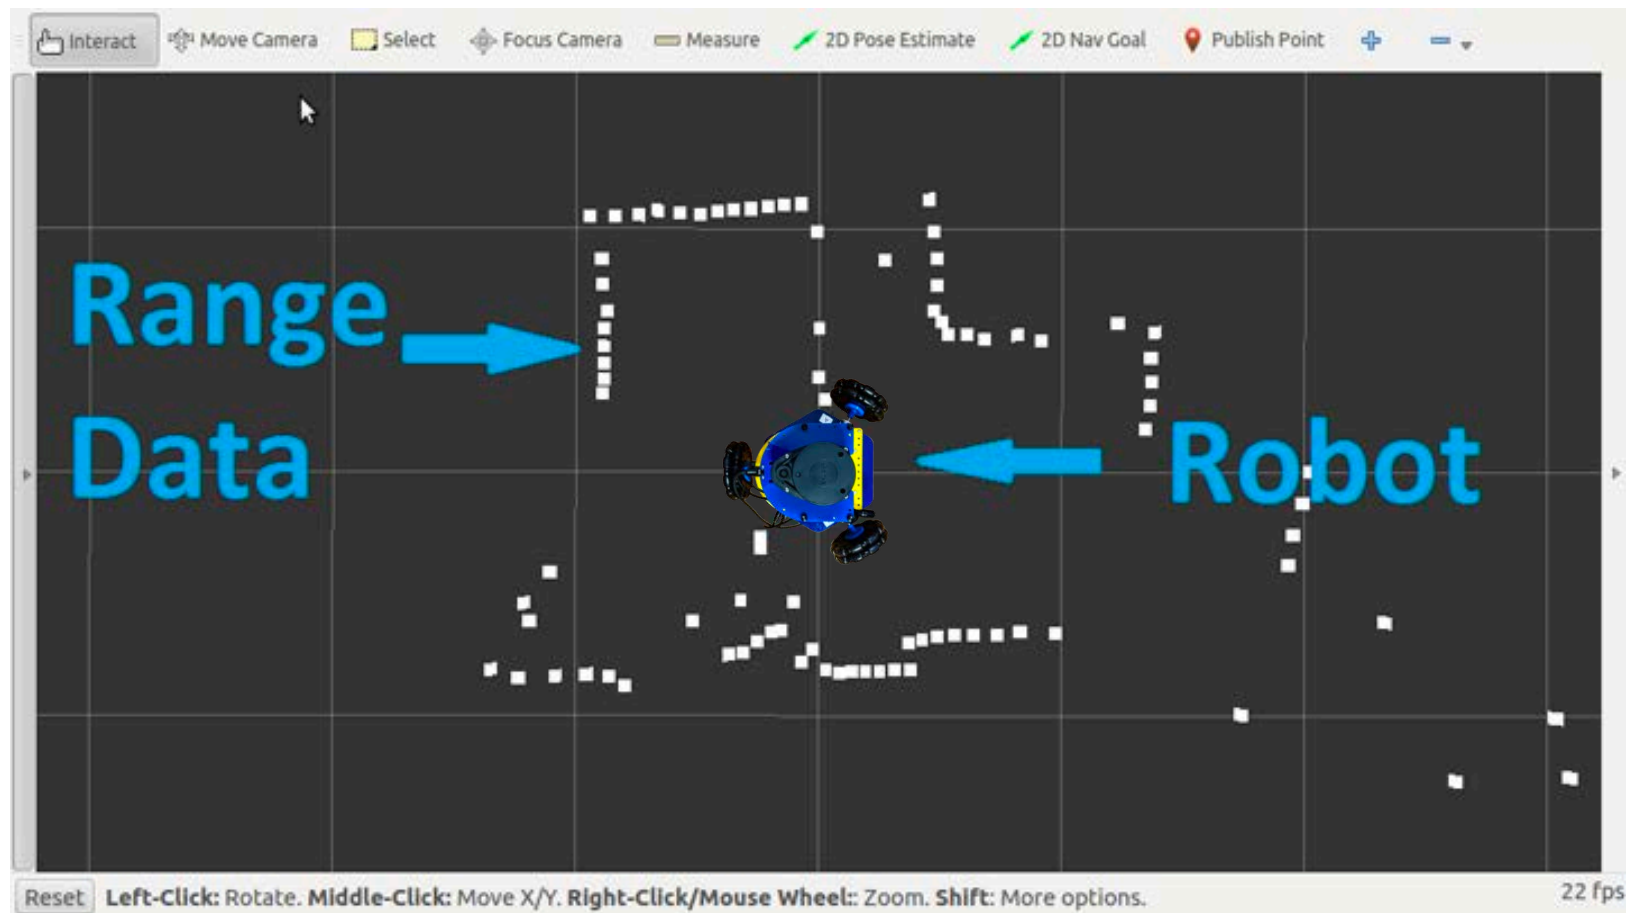 Interact Move Camera Select Focus Camera Measure 2D Pose Estimate 2D Nav Goal Publish Point
Range
Data
Robot
Reset Left-Click: Rotate. Middle-Click: Move X/Y. Right-Click/Mouse Wheel:: Zoom. Shift: More options. 22 fps